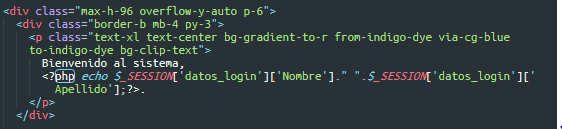 <div class="max-h-96 overflow-y-auto p-6">
<div class="border-b mb-4 py-3">
<p class="text-xl text-center bg-gradient-to-r from-indigo-dye via-cg-blue
to-indigo-dye bg-clip-text">
Bienvenido al sistema,
<?php echo $_SESSION['datos_login']['Nombre']." ".$_SESSION['datos_login']['
Apellido'];?>.
</p>
</div>